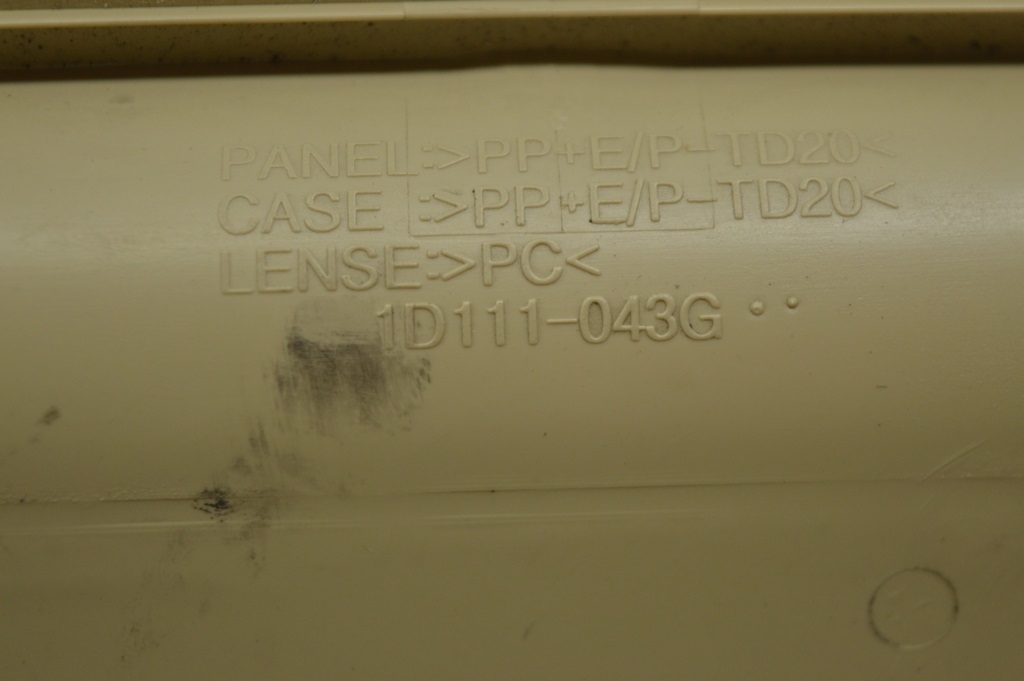 PANEL:>PP+E/P-TD20<
CASE :>PP+E/P-TD20<
LENSE:>PC<
1D111-043G